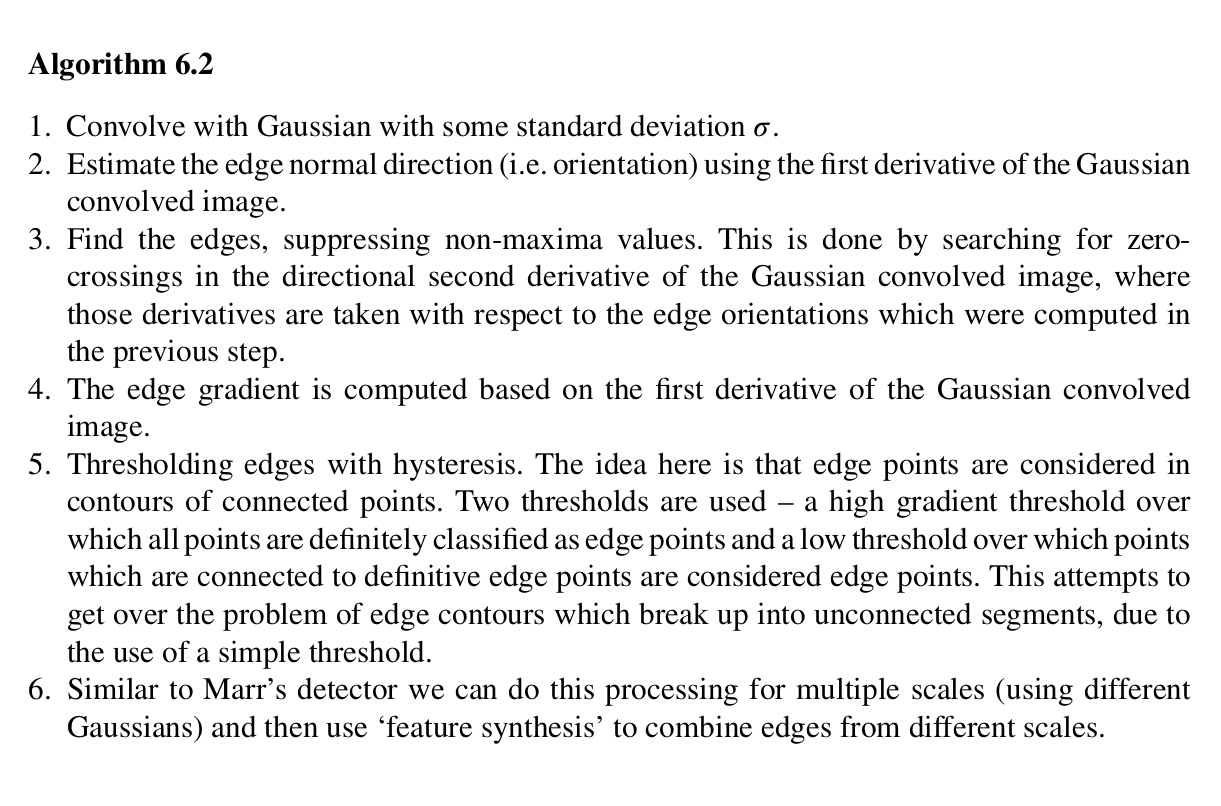 Algorithm 6.2
1. Convolve with Gaussian with some standard deviation σ.
2. Estimate the edge normal direction (i.e. orientation) using the first derivative of the Gaussian
convolved image.
3. Find the edges, suppressing non-maxima values. This is done by searching for zero-
crossings in the directional second derivative of the Gaussian convolved image, where
those derivatives are taken with respect to the edge orientations which were computed in
the previous step.
4. The edge gradient is computed based on the first derivative of the Gaussian convolved
image.
5. Thresholding edges with hysteresis. The idea here is that edge points are considered in
contours of connected points. Two thresholds are used – a high gradient threshold over
which all points are definitely classified as edge points and a low threshold over which points
which are connected to definitive edge points are considered edge points. This attempts to
get over the problem of edge contours which break up into unconnected segments, due to
the use of a simple threshold.
6. Similar to Marr’s detector we can do this processing for multiple scales (using different
Gaussians) and then use ‘feature synthesis’ to combine edges from different scales.